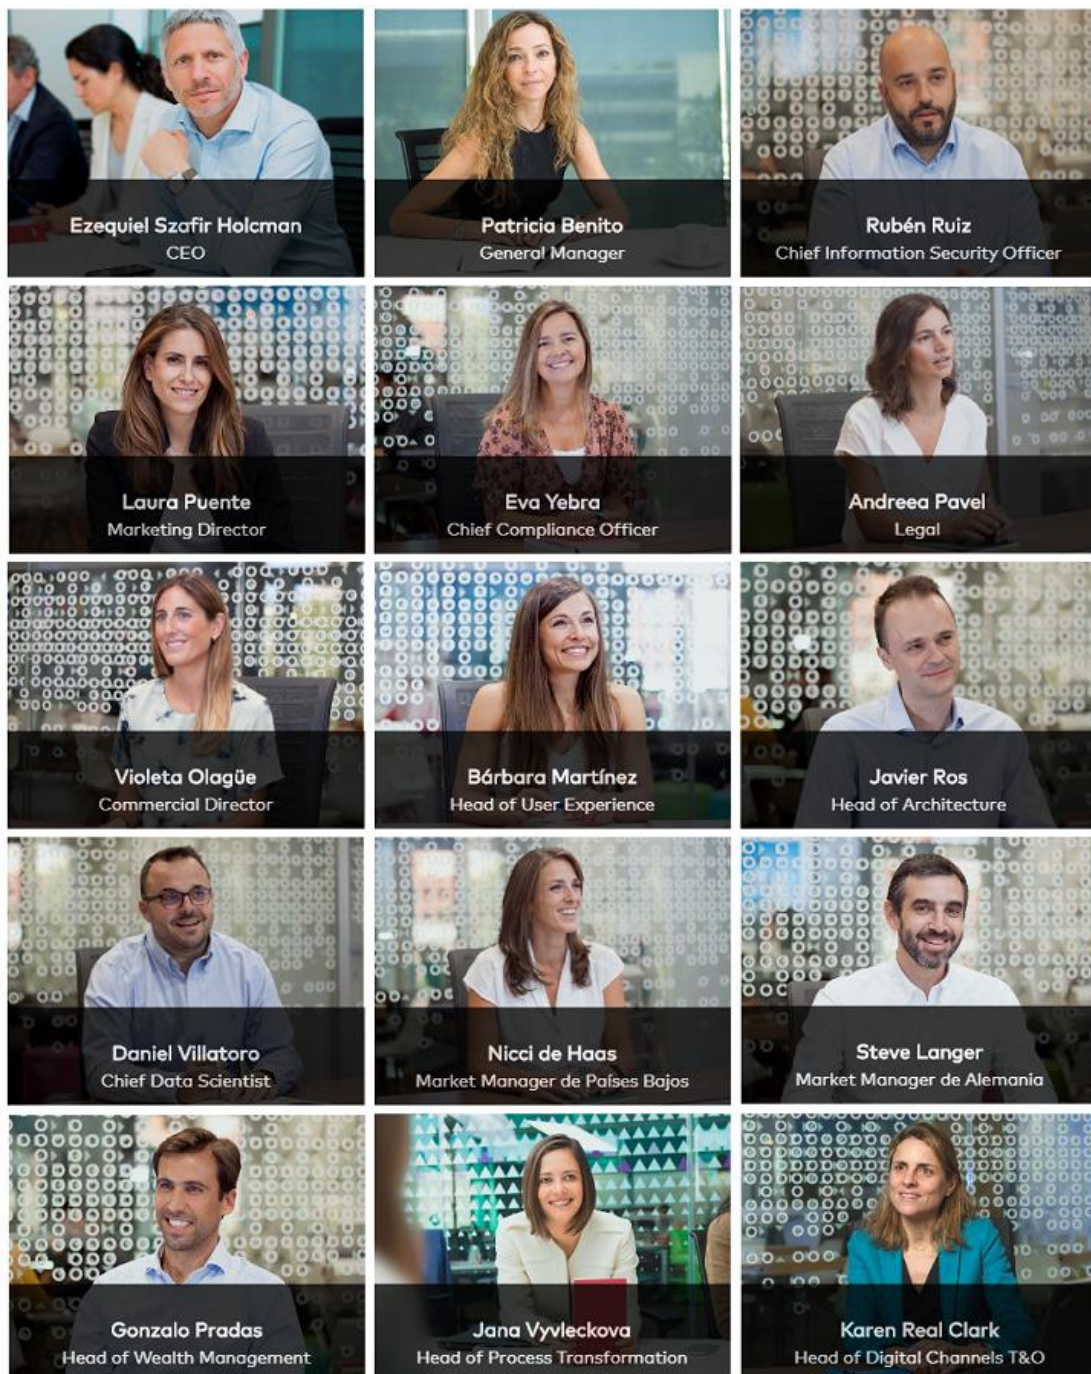 Ezequiel Szafir Holcman
CEO
Patricia Benito
General Manager
Rubén Ruiz
Chief Information Security Officer
Laura Puente
Marketing Director
Eva Yebra
Chief Compliance Officer
Andreea Pavel
Legal
Violeta Olagüe
Commercial Director
Bárbara Martínez
Head of User Experience
Javier Ros
Head of Architecture
Daniel Villatoro
Chief Data Scientist
Nicci de Haas
Market Manager de Países Bajos
Steve Langer
Market Manager de Alemania
Gonzalo Pradas
Head of Wealth Management
Jana Vyvleckova
Head of Process Transformation
Karen Real Clark
Head of Digital Channels T&O